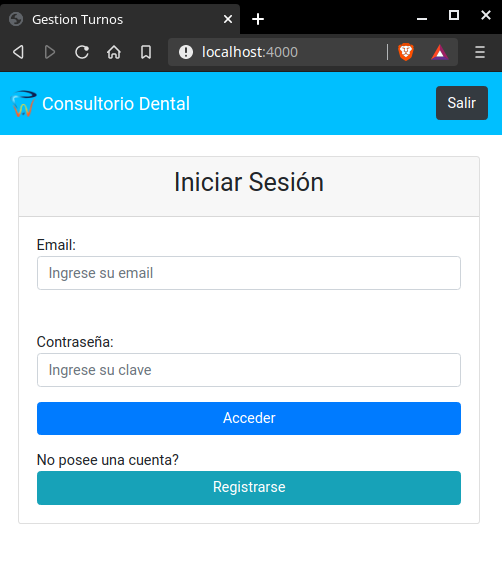 Gestion Turnos
localhost:4000
Consultorio Dental
Salir
Iniciar Sesión
Email:
Ingrese su email
Contraseña:
Ingrese su clave
Acceder
No posee una cuenta?
Registrarse